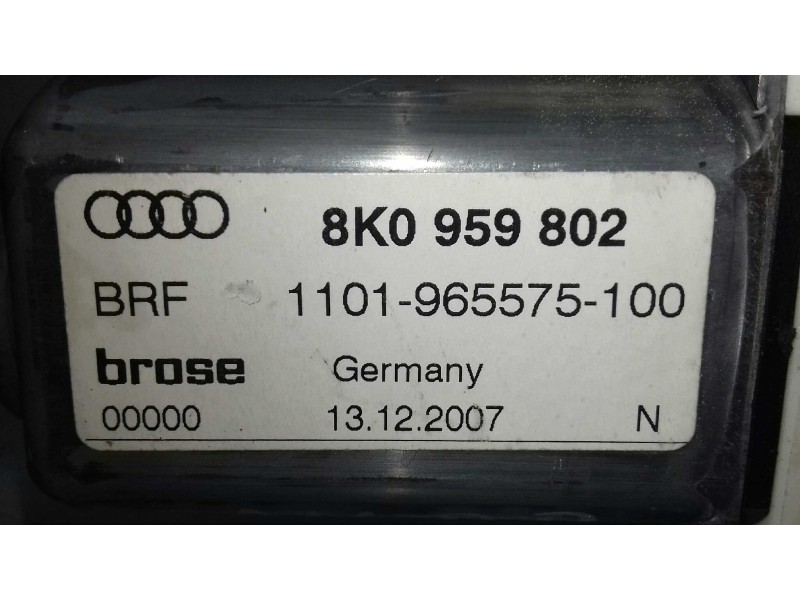 8K0 959 802
BRF 1101-965575-100
brose Germany
00000 13.12.2007 N